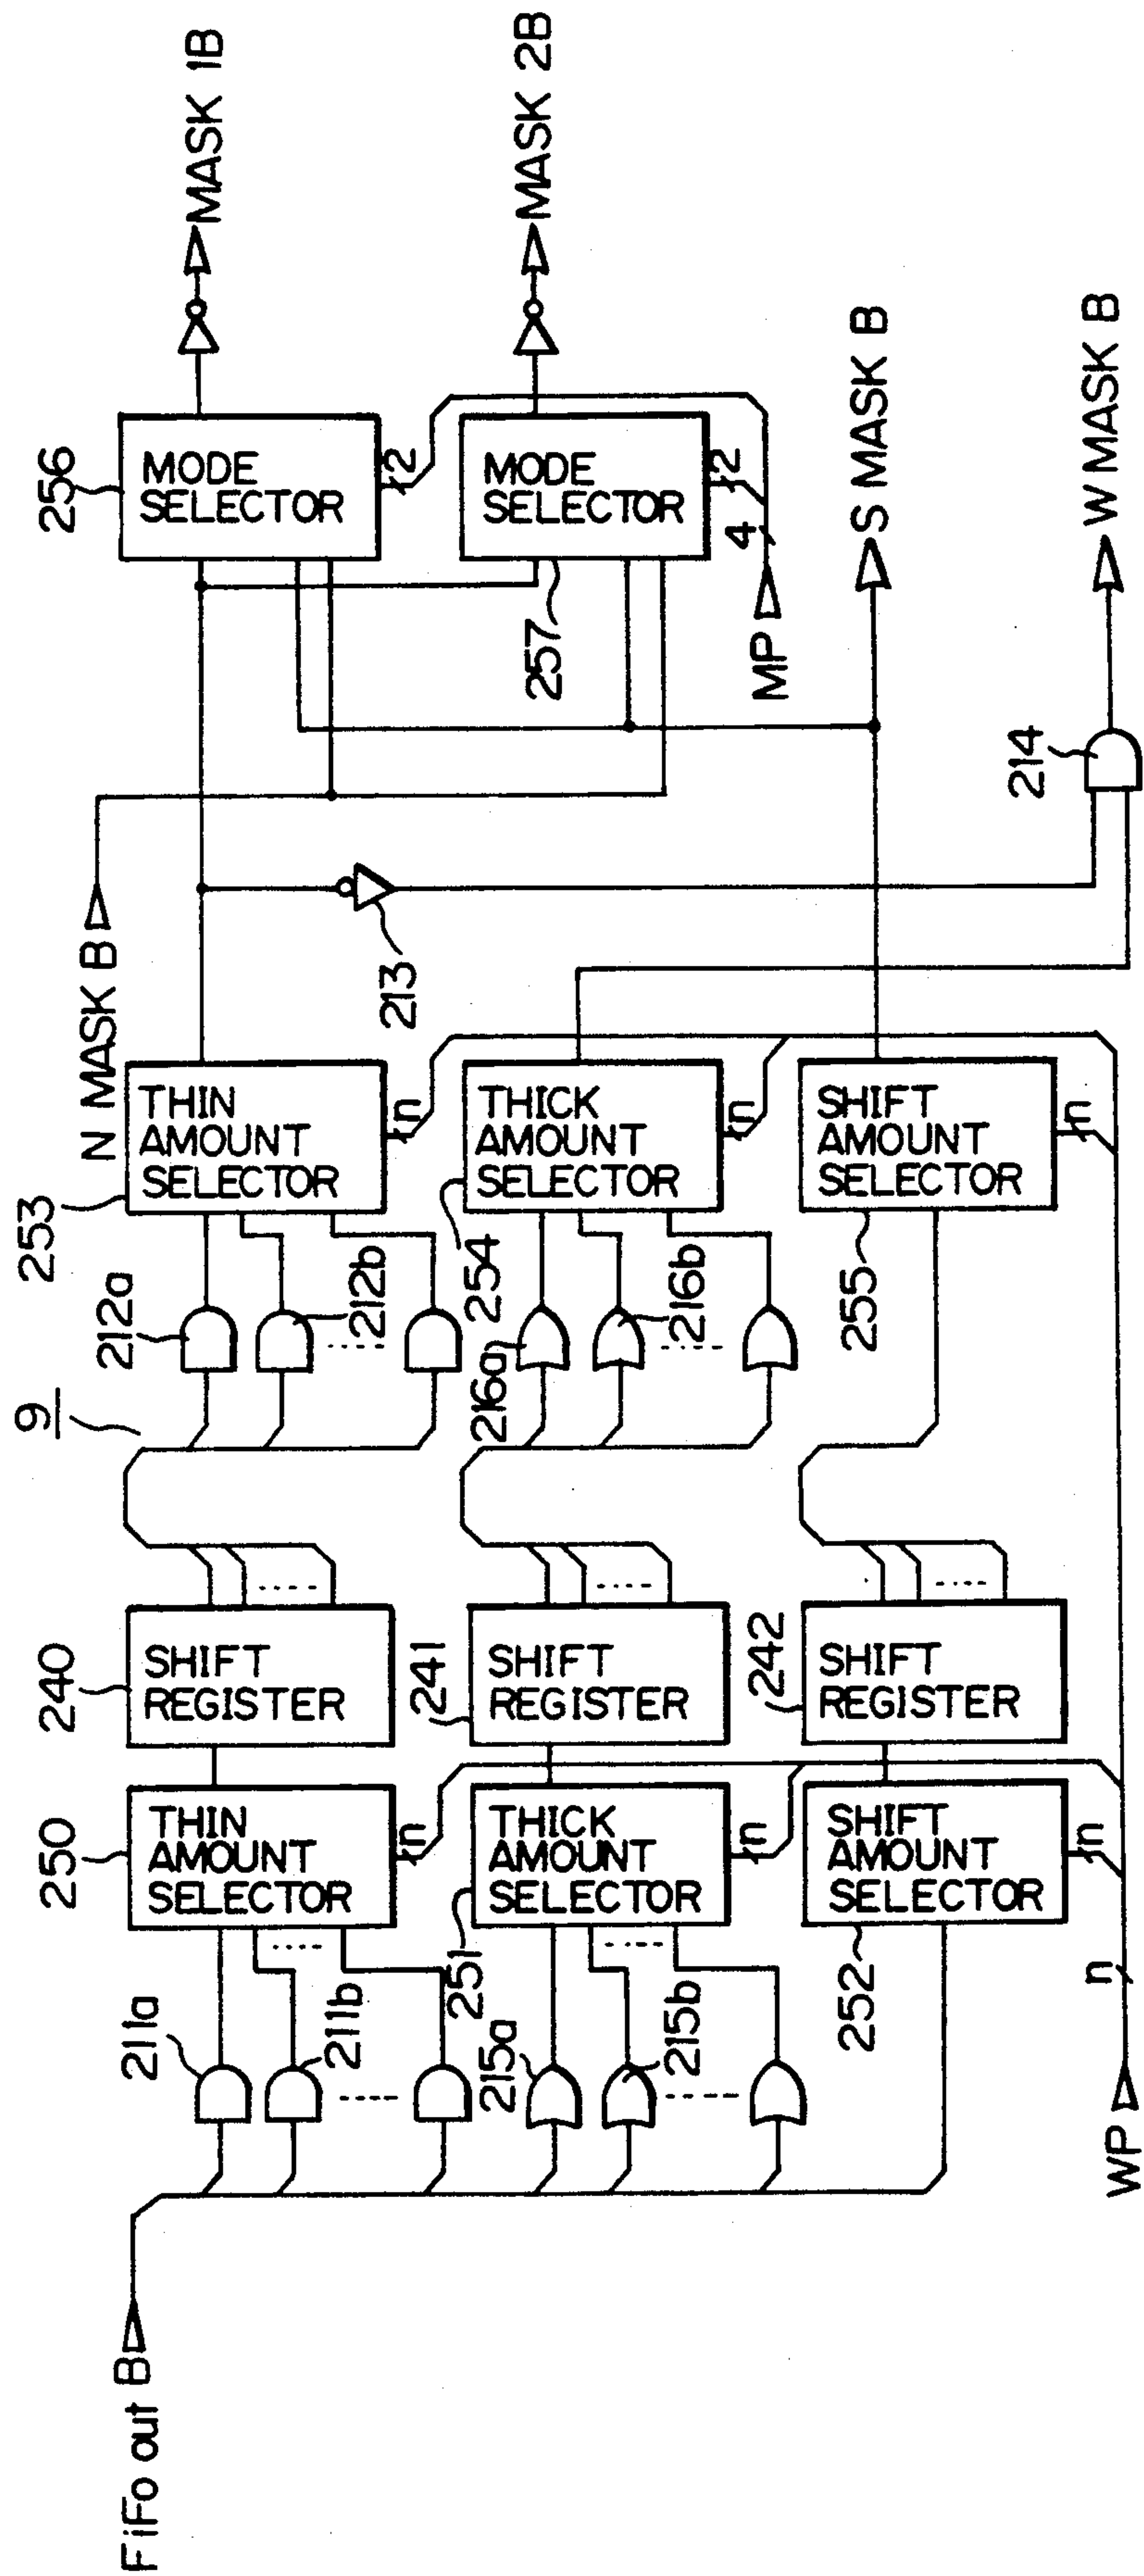 FiFo out B
WP
n
211a
211b
215a
215b
250
THIN
AMOUNT
SELECTOR
n
251
THICK
AMOUNT
SELECTOR
n
252
SHIFT
AMOUNT
SELECTOR
n
240
SHIFT
REGISTER
241
SHIFT
REGISTER
242
SHIFT
REGISTER
9
212a
212b
216a
216b
253
THIN
AMOUNT
SELECTOR
n
254
THICK
AMOUNT
SELECTOR
n
255
SHIFT
AMOUNT
SELECTOR
n
N MASK B
213
214
256
MODE
SELECTOR
2
257
MODE
SELECTOR
2
MP
4
MASK 1B
MASK 2B
S MASK B
W MASK B